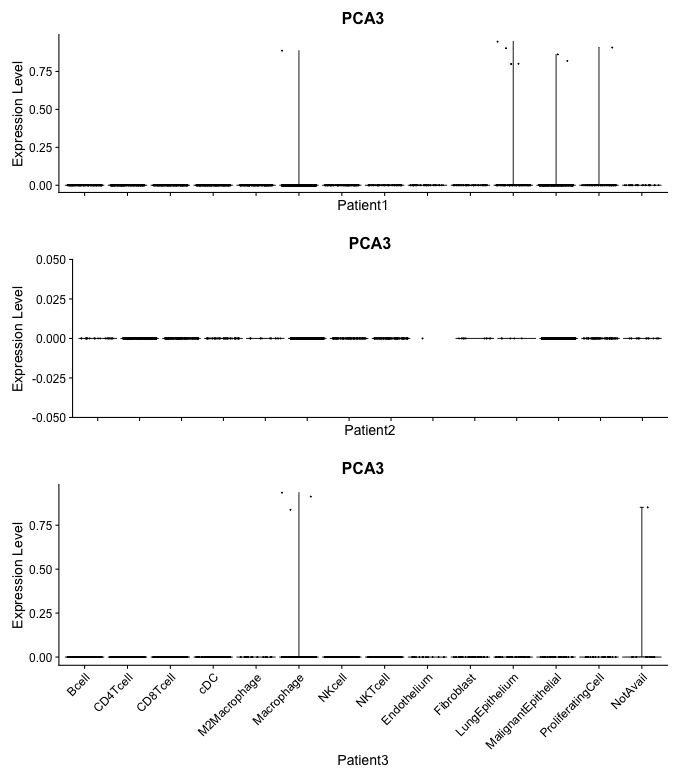 PCA3
Expression Level
0.75
0.50
0.25
0.00
Patient1
PCA3
Expression Level
0.050
0.025
0.000
-0.025
-0.050
Patient2
PCA3
Expression Level
0.75
0.50
0.25
0.00
Bcell
CD4Tcell
CD8Tcell
cDC
M2Macrophage
Macrophage
NKcell
NKTcell
Endothelium
Fibroblast
LungEpithelium
MalignantEpithelial
ProliferatingCell
NotAvail
Patient3